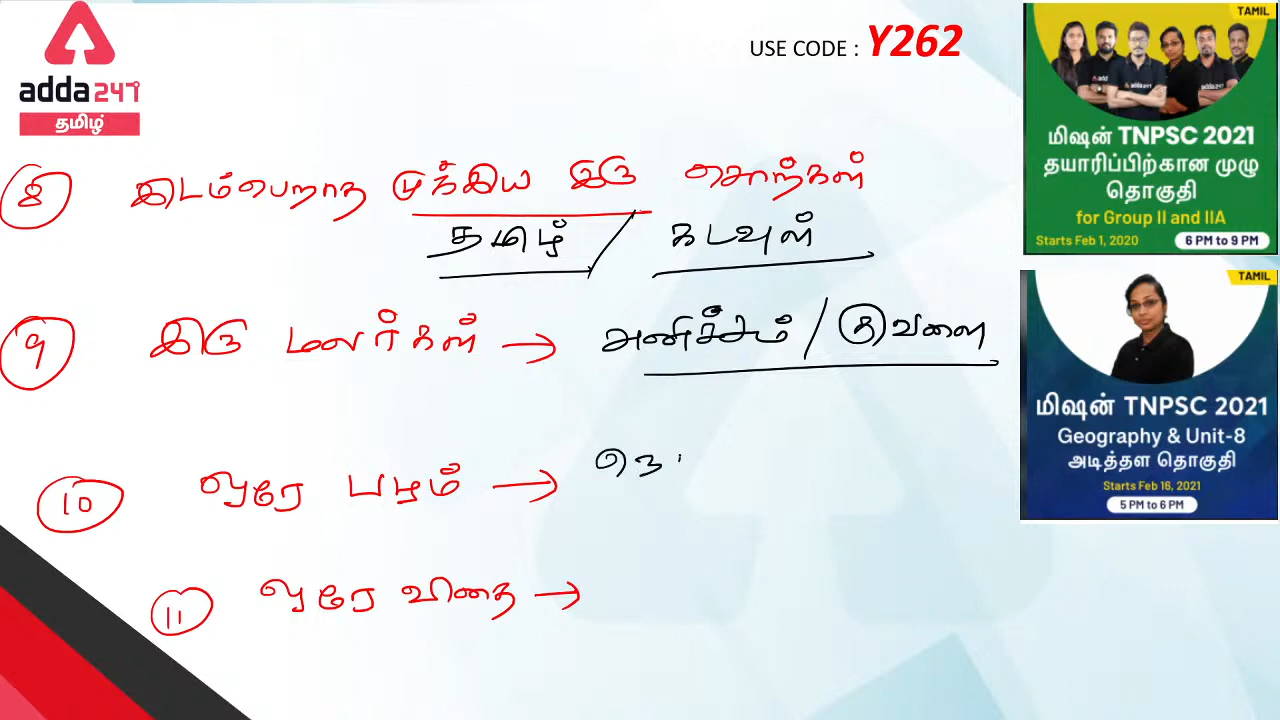 adda247
தமிழ்
USE CODE : Y262
8 இடம்பெறாத முக்கிய இரு சொற்கள்
தமிழ் / கடவுள்
9 இரு மலர்கள் → அனிச்சம் / குவளை
10 ஒரே பழம் → நெ
11 ஒரே விதை →
TAMIL
மிஷன் TNPSC 2021
தயாரிப்பிற்கான முழு
தொகுதி
for Group II and IIA
Starts Feb 1, 2020 6 PM to 9 PM
TAMIL
மிஷன் TNPSC 2021
Geography & Unit-8
அடித்தள தொகுதி
Starts Feb 16, 2021
5 PM to 6 PM